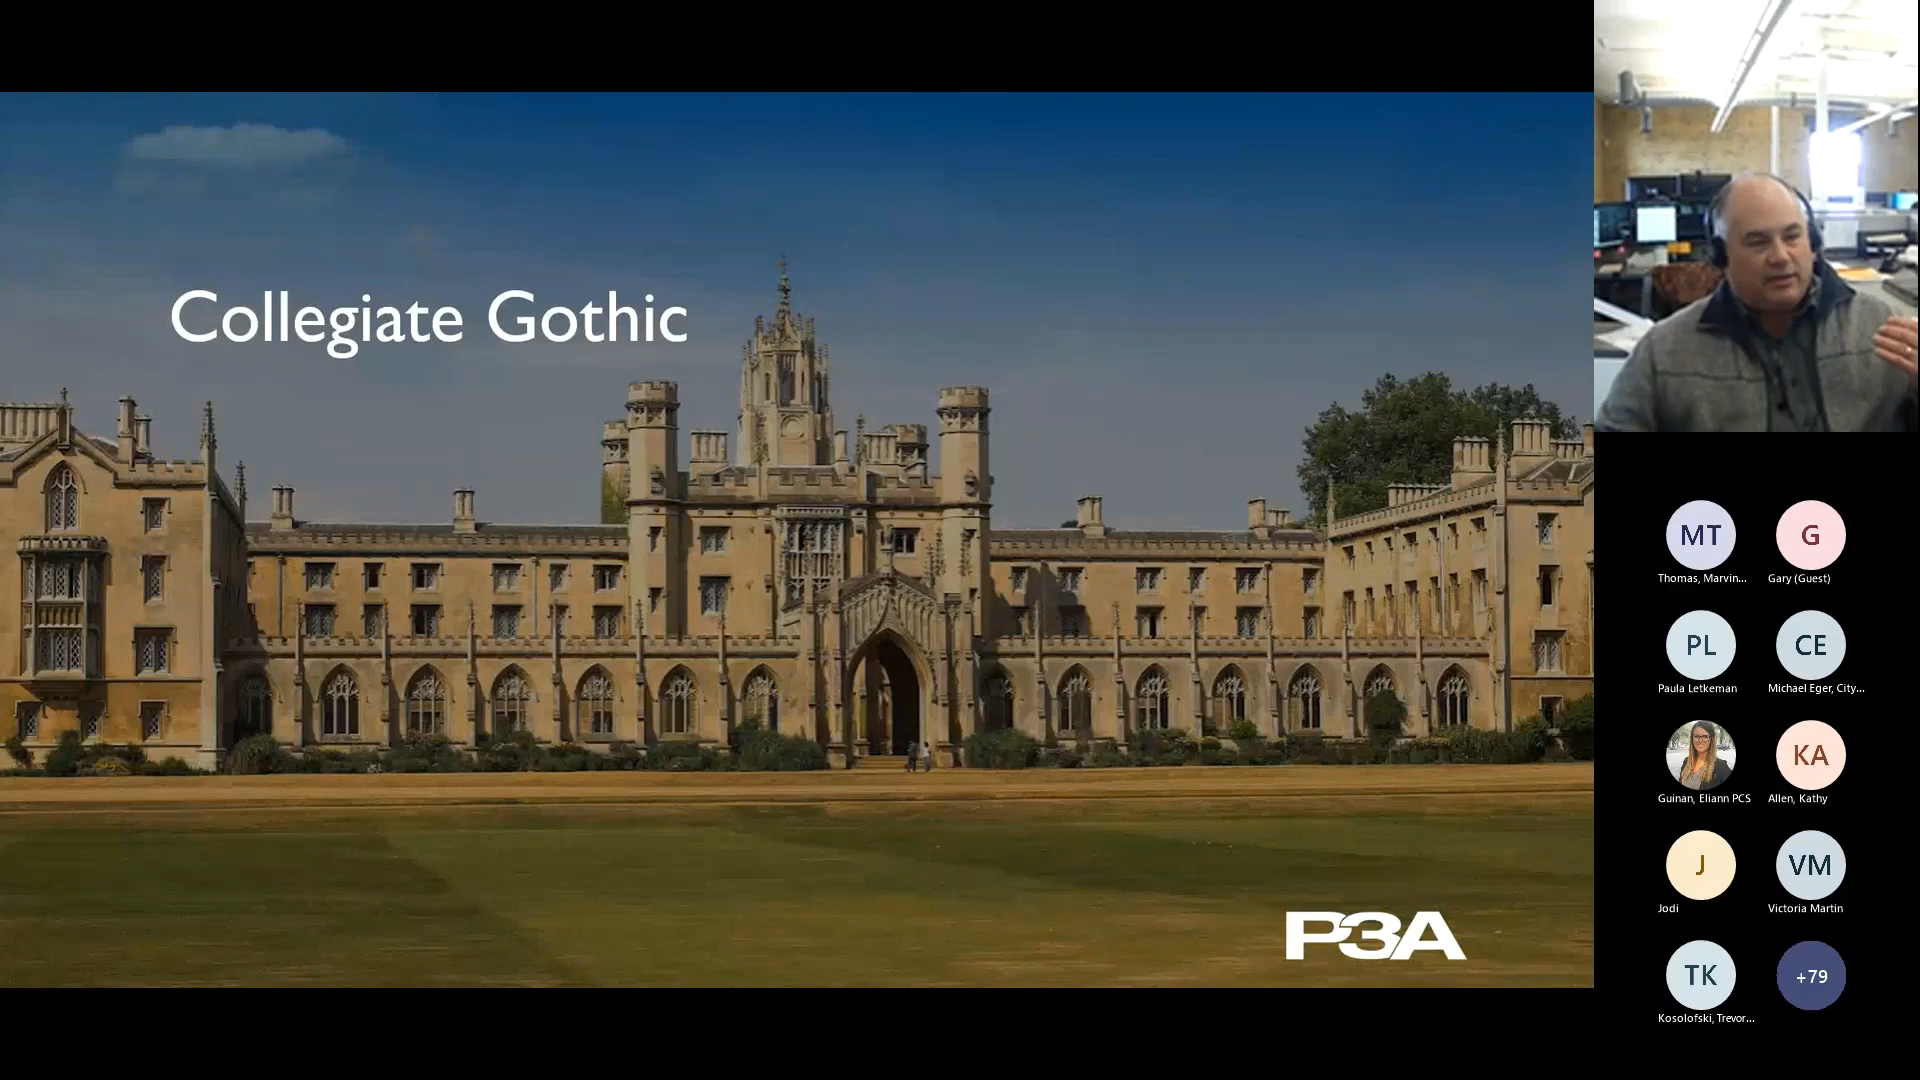 Collegiate Gothic
P3A
MT
G
Thomas, Marvin...
Gary (Guest)
PL
CE
Paula Letkeman
Michael Eger, City...
KA
Guinan, Eliann PCS
Allen, Kathy
J
VM
Jodi
Victoria Martin
TK
+79
Kosolofski, Trevor...